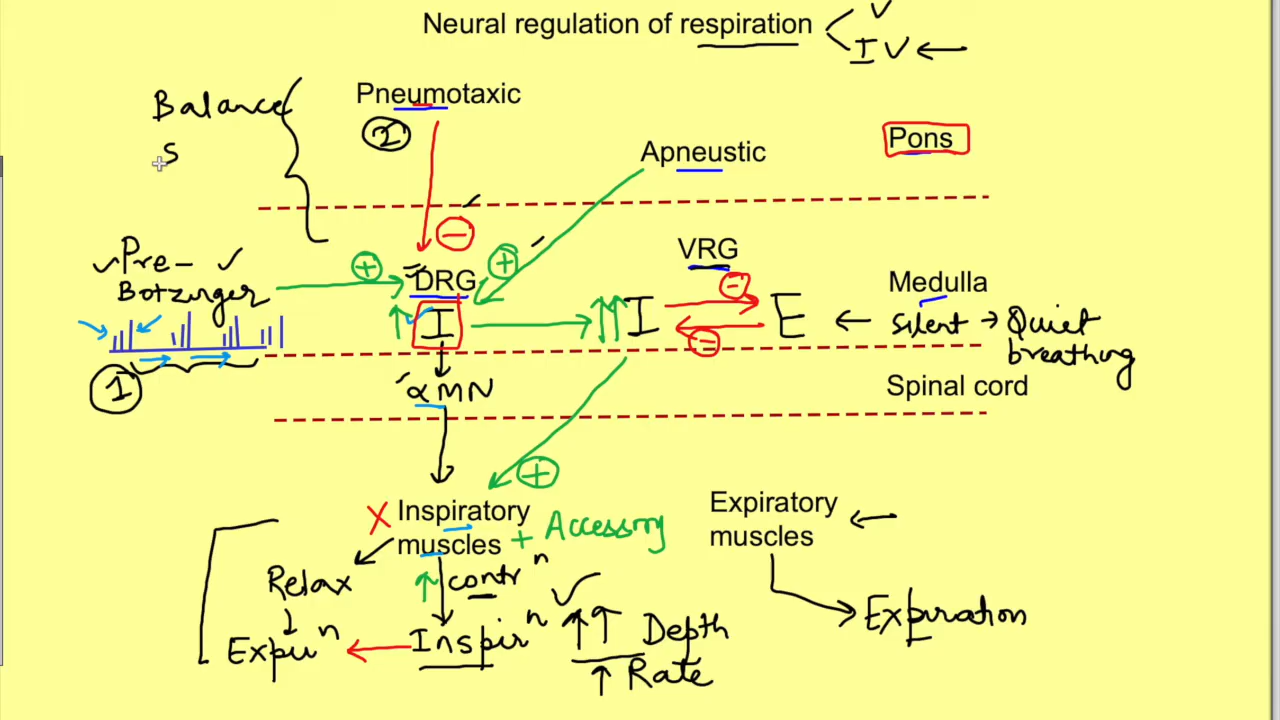 Neural regulation of respiration
V
IV
Balance
S
Pneumotaxic
2
Apneustic
Pons
−
Pre-
Botzinger
+
DRG
+
VRG
−
Medulla
I
I
E
Silent
Quiet
breathing
−
1
αMN
Spinal cord
+
Inspiratory
muscles + Accessory
Expiratory
muscles
Relax
contrⁿ
Expirⁿ
Inspirⁿ
Depth
Rate
Expiration